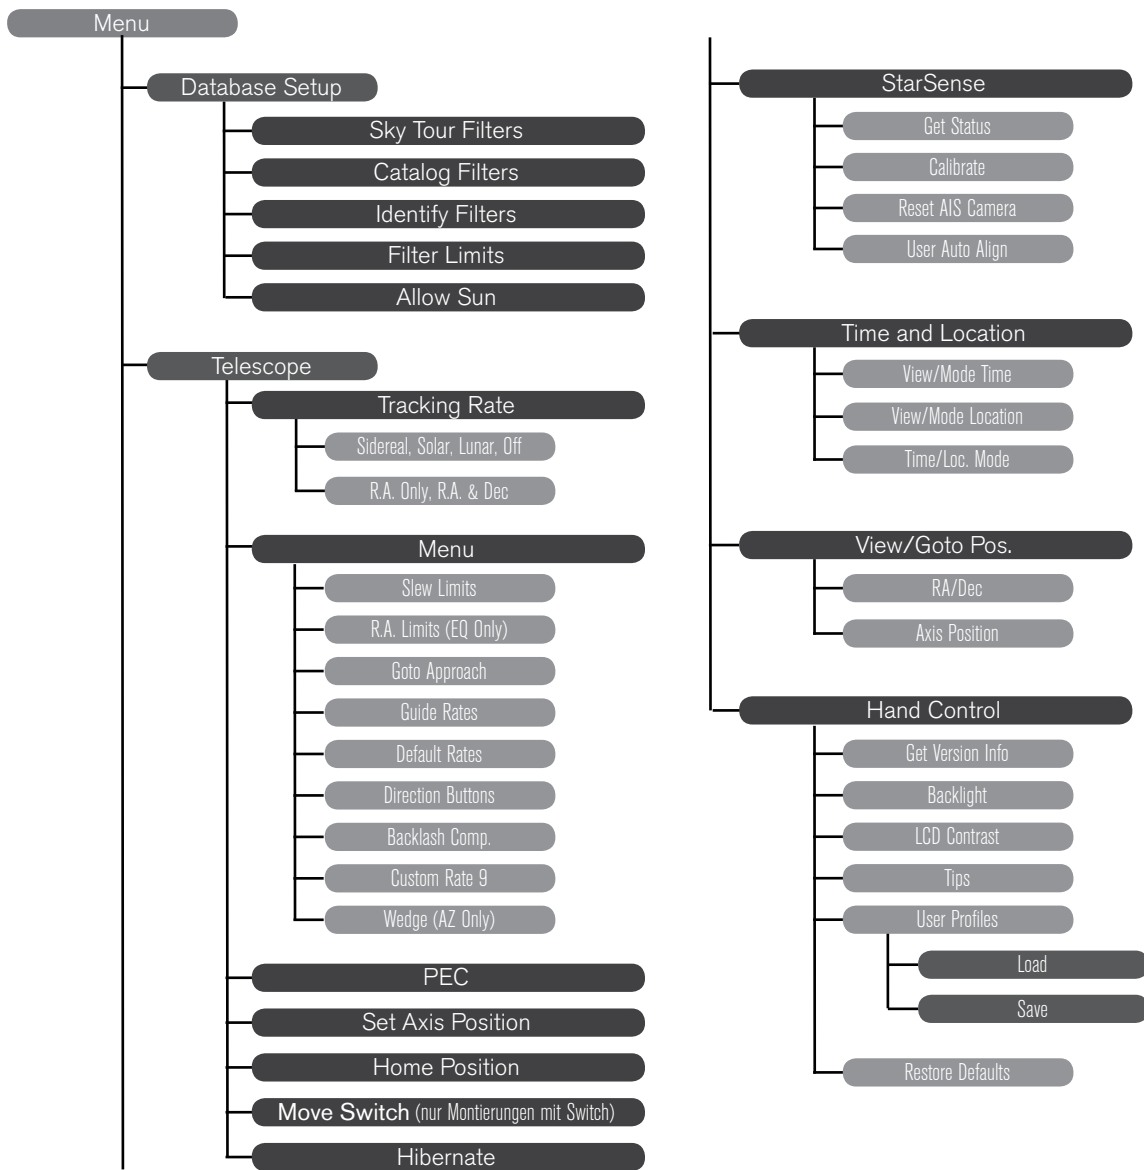 Menu
Database Setup
Sky Tour Filters
Catalog Filters
Identify Filters
Filter Limits
Allow Sun
Telescope
Tracking Rate
Sidereal, Solar, Lunar, Off
R.A. Only, R.A. & Dec
Menu
Slew Limits
R.A. Limits (EQ Only)
Goto Approach
Guide Rates
Default Rates
Direction Buttons
Backlash Comp.
Custom Rate 9
Wedge (AZ Only)
PEC
Set Axis Position
Home Position
Move Switch (nur Montierungen mit Switch)
Hibernate
StarSense
Get Status
Calibrate
Reset AIS Camera
User Auto Align
Time and Location
View/Mode Time
View/Mode Location
Time/Loc. Mode
View/Goto Pos.
RA/Dec
Axis Position
Hand Control
Get Version Info
Backlight
LCD Contrast
Tips
User Profiles
Load
Save
Restore Defaults